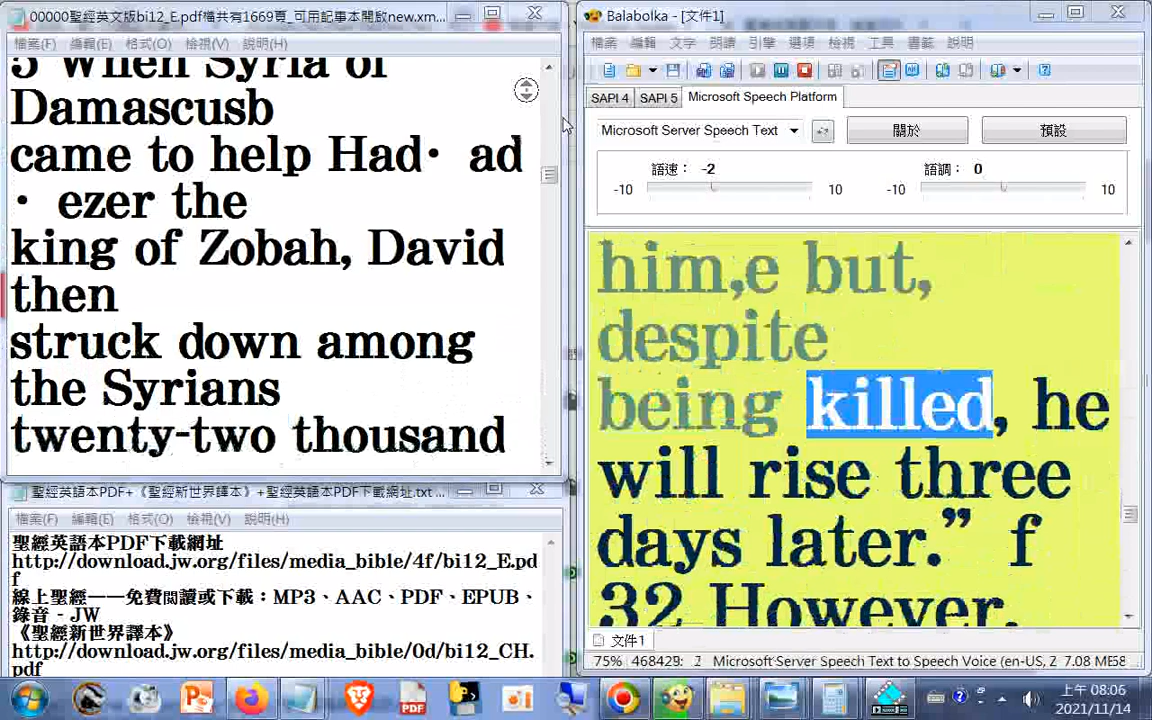 00000聖經英文版bi12_E.pdf檔共有1669頁_可用記事本開啟new.xm...
檔案(F) 編輯(E) 格式(O) 檢視(V) 說明(H)
5 When Syria of
Damascusb
came to help Had· ad
· ezer the
king of Zobah, David
then
struck down among
the Syrians
twenty-two thousand
聖經英語本PDF+《聖經新世界譯本》+聖經英語本PDF下載網址.txt ...
檔案(F) 編輯(E) 格式(O) 檢視(V) 說明(H)
聖經英語本PDF下載網址
http://download.jw.org/files/media_bible/4f/bi12_E.pd
f
線上聖經——免費閱讀或下載：MP3、AAC、PDF、EPUB、
錄音 - JW
《聖經新世界譯本》
http://download.jw.org/files/media_bible/0d/bi12_CH.
pdf
Balabolka - [文件1]
檔案 編輯 文字 朗讀 引擎 選項 檢視 工具 書籤 說明
SAPI 4 SAPI 5 Microsoft Speech Platform
Microsoft Server Speech Text 關於 預設
語速： -2 語調： 0
-10 10 -10 10
him,e but,
despite
being killed, he
will rise three
days later.” f
32 However,
文件1
75% 468429: 2 Microsoft Server Speech Text to Speech Voice (en-US, Z 7.08 ME58
PDF
上午 08:06
2021/11/14